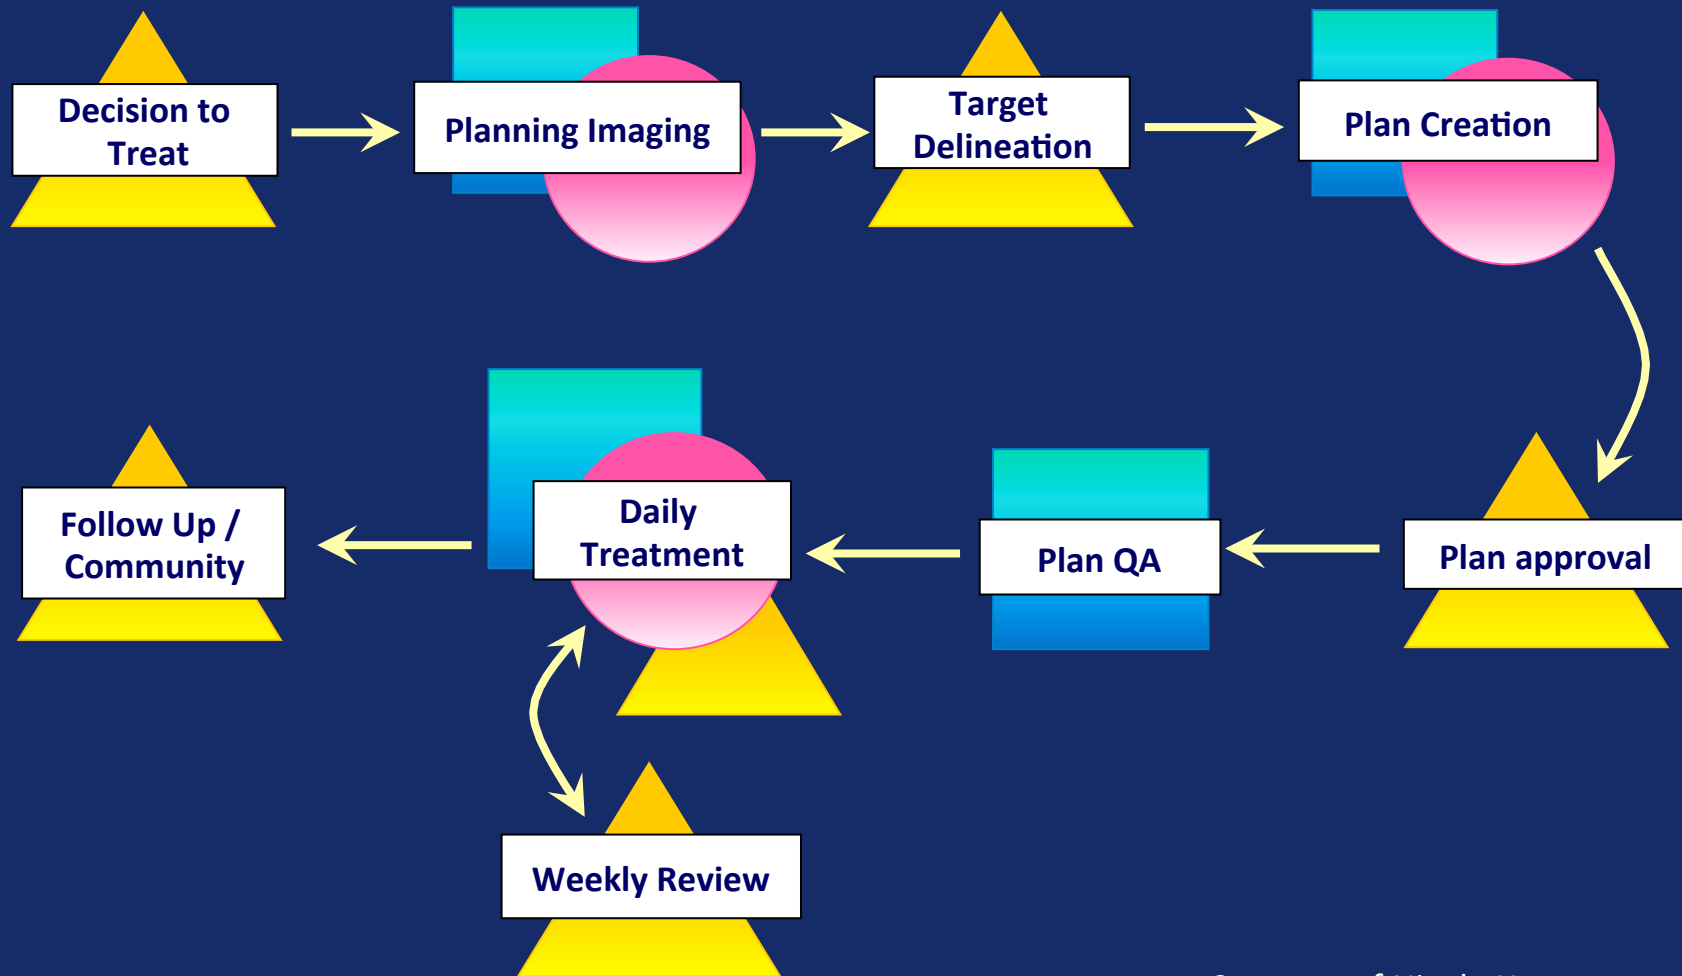 Decision to
Treat
Planning Imaging
Target
Delineation
Plan Creation
Follow Up /
Community
Daily
Treatment
Plan QA
Plan approval
Weekly Review